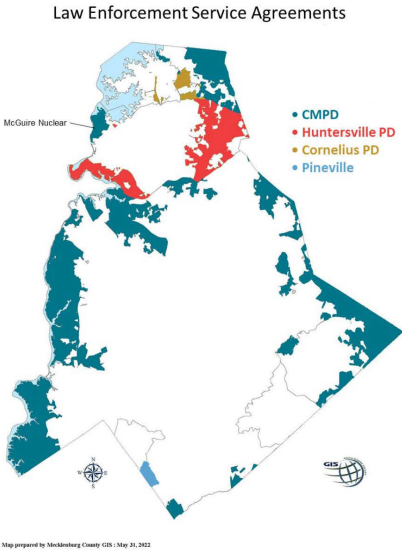 Law Enforcement Service Agreements
McGuire Nuclear
• CMPD
• Huntersville PD
• Cornelius PD
• Pineville
N
W E
S
GIS
Map prepared by Mecklenburg County GIS : May 31, 2022